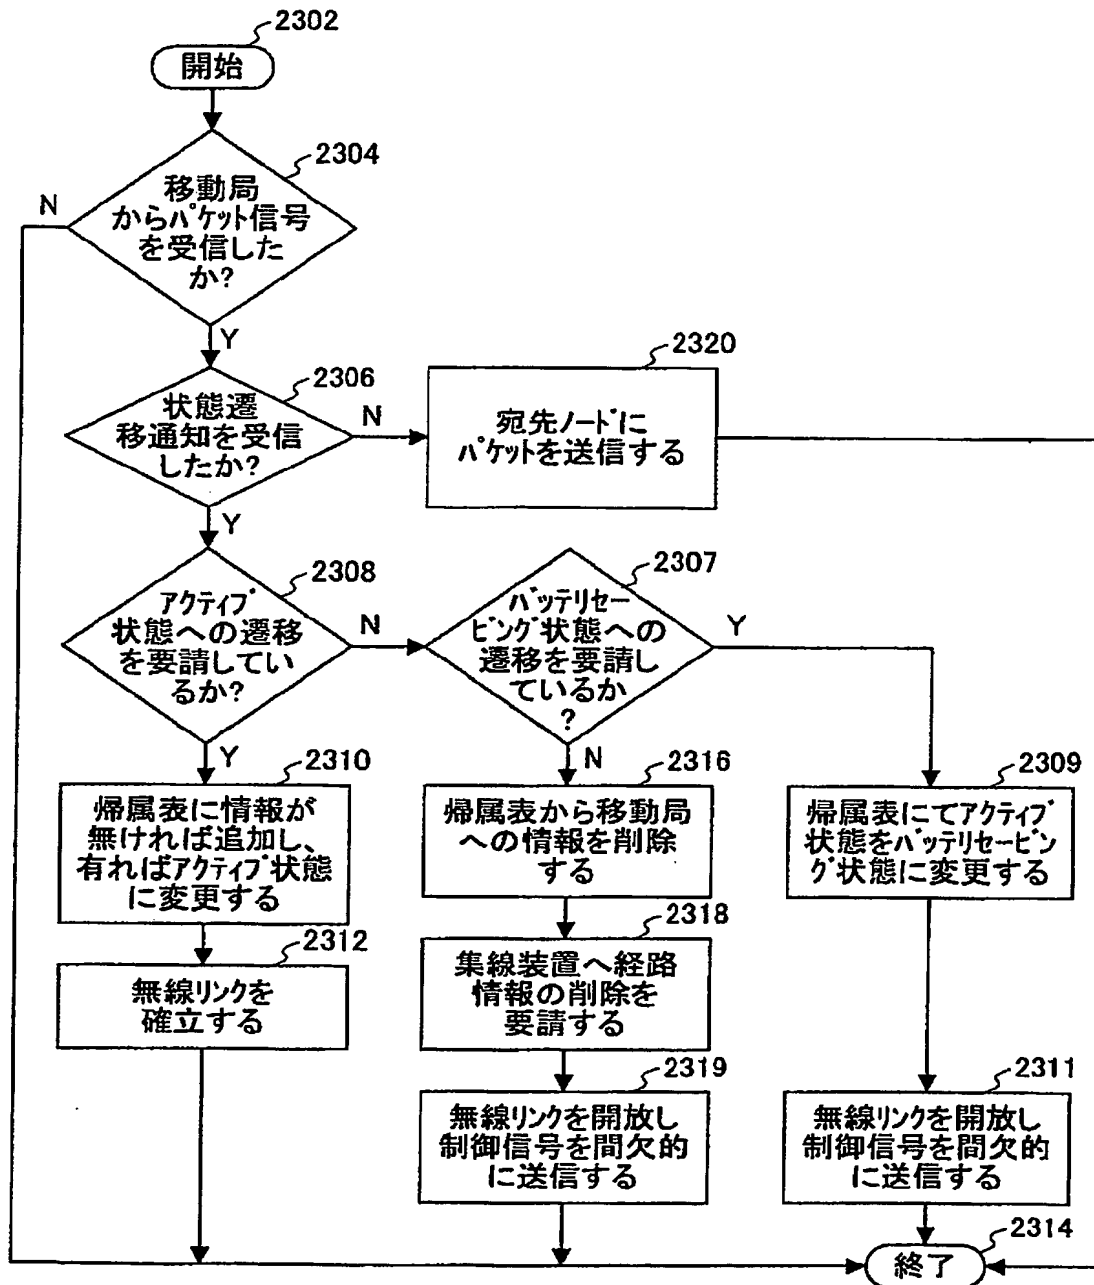 2302
開始
2304
移動局
からパケット信号
を受信した
か?
N
Y
2306
状態遷
移通知を受信
したか?
N
2320
宛先ノードに
パケットを送信する
Y
2308
アクティブ
状態への遷移
を要請してい
るか?
N
2307
バッテリセー
ビング状態への
遷移を要請し
ているか
?
Y
Y
2310
帰属表に情報が
無ければ追加し、
有ればアクティブ状態
に変更する
N
2316
帰属表から移動局
への情報を削除
する
2309
帰属表にてアクティブ
状態をバッテリセービン
グ状態に変更する
2312
無線リンクを
確立する
2318
集線装置へ経路
情報の削除を
要請する
2319
無線リンクを開放し
制御信号を間欠的
に送信する
2311
無線リンクを開放し
制御信号を間欠的
に送信する
2314
終了